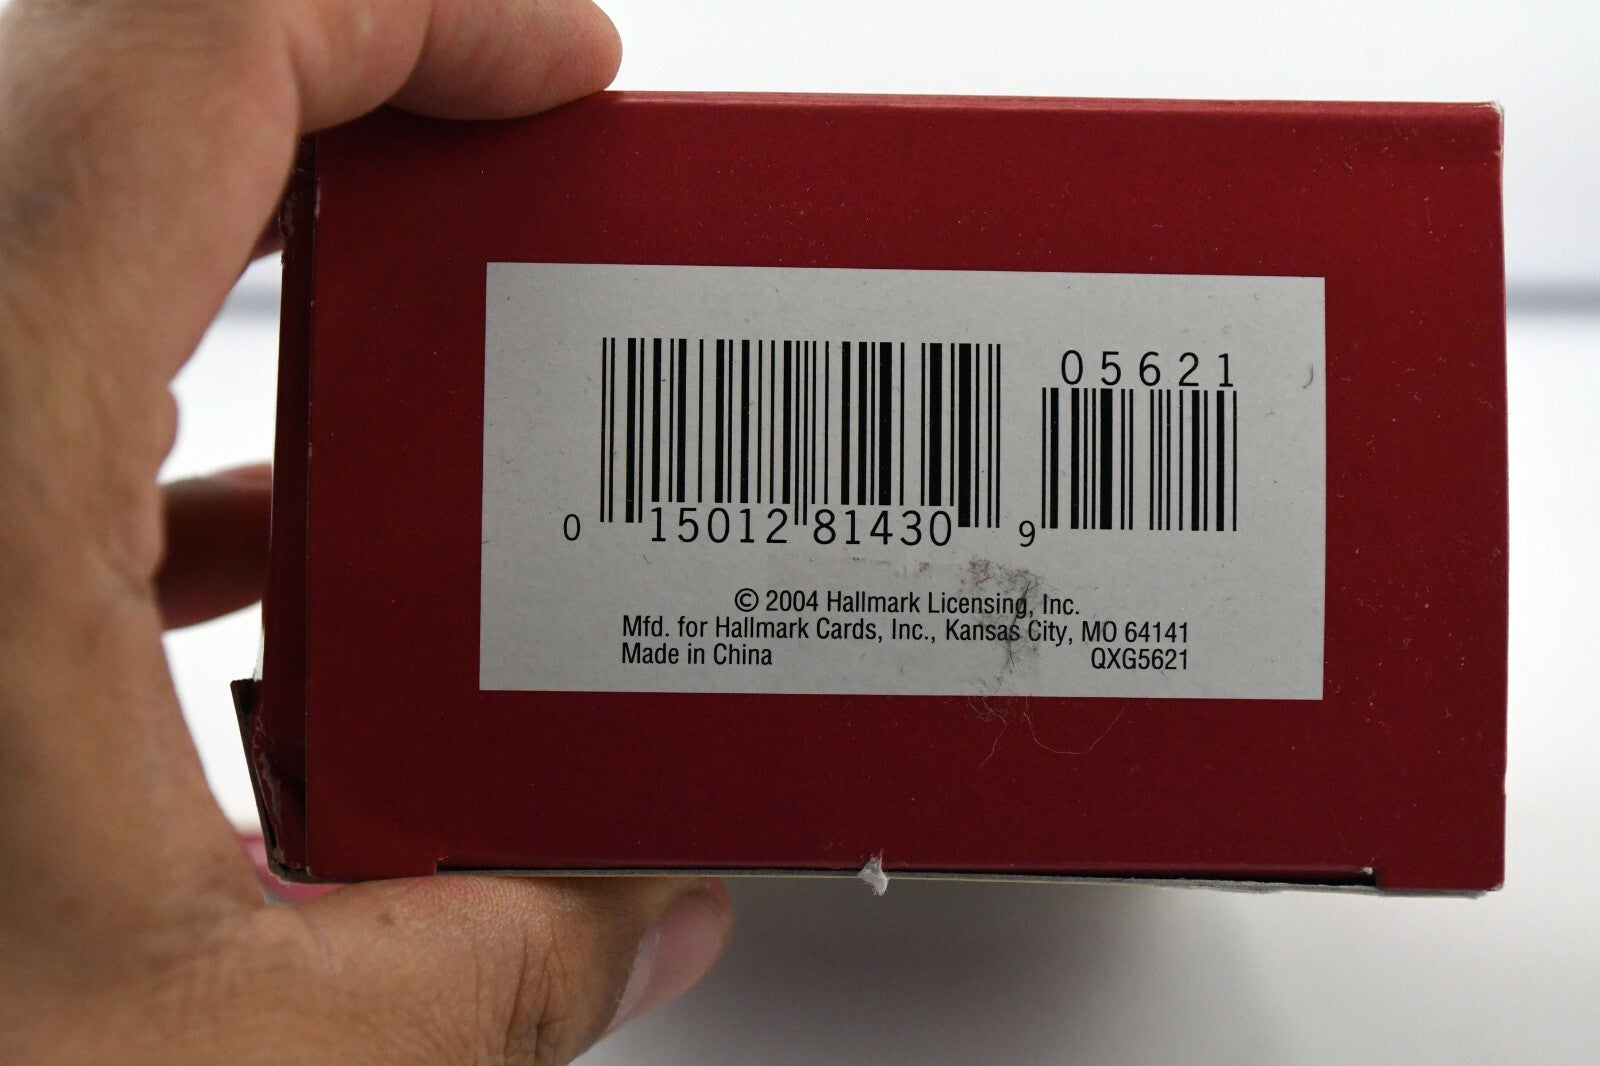 05621
0 15012 81430 9
© 2004 Hallmark Licensing, Inc.
Mfd. for Hallmark Cards, Inc., Kansas City, MO 64141
Made in China QXG5621